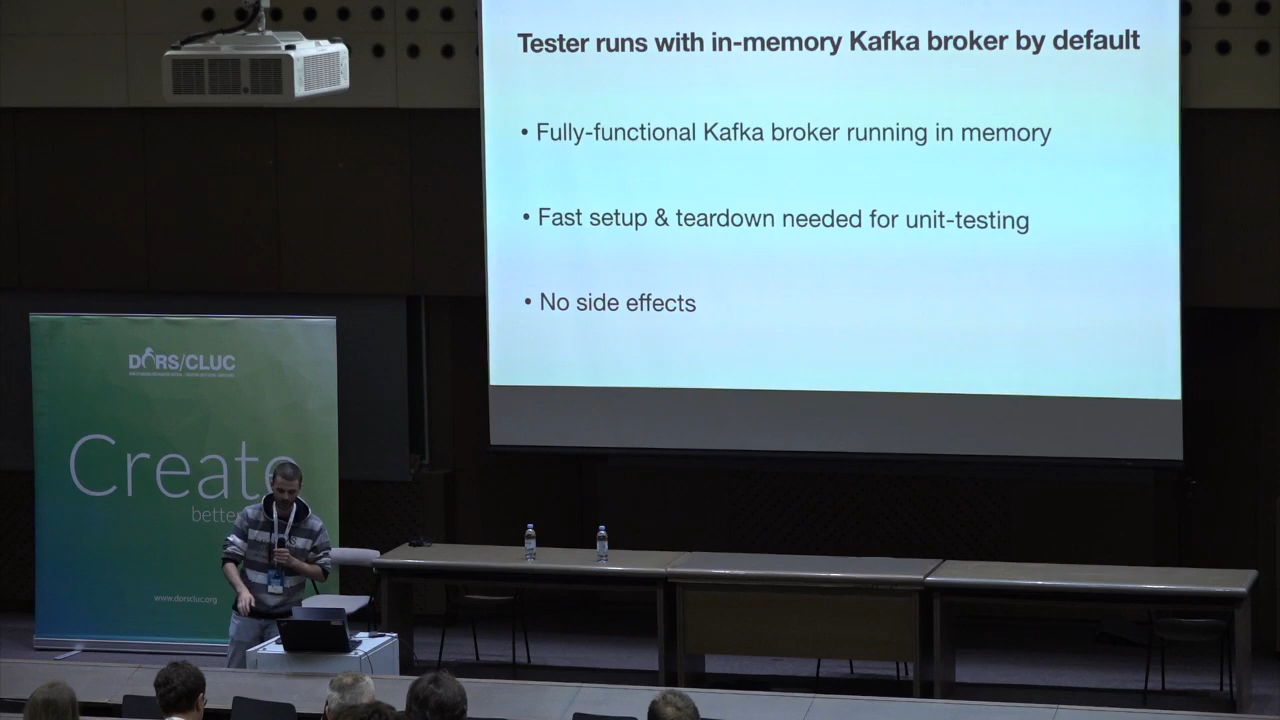 Tester runs with in-memory Kafka broker by default
• Fully-functional Kafka broker running in memory
• Fast setup & teardown needed for unit-testing
• No side effects
DORS/CLUC
Create
better
www.dorscluc.org